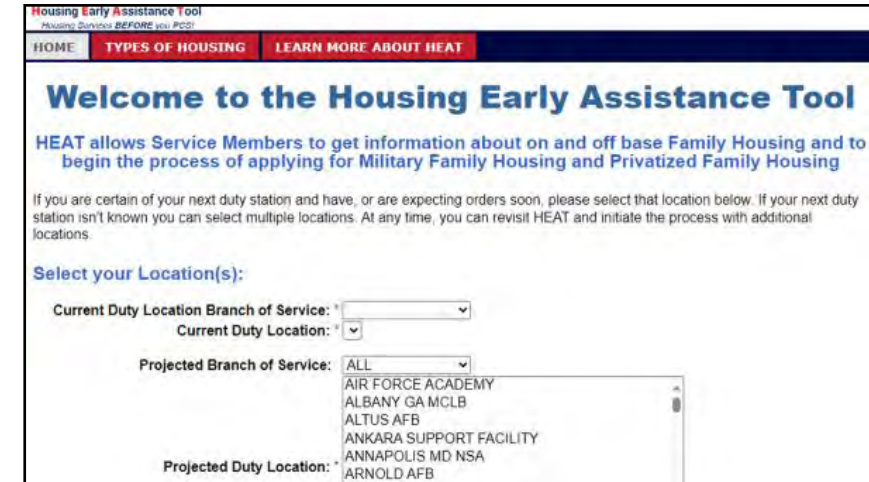 Housing Early Assistance Tool
Housing Services BEFORE you PCS!
HOME TYPES OF HOUSING LEARN MORE ABOUT HEAT
Welcome to the Housing Early Assistance Tool
HEAT allows Service Members to get information about on and off base Family Housing and to
begin the process of applying for Military Family Housing and Privatized Family Housing
If you are certain of your next duty station and have, or are expecting orders soon, please select that location below. If your next duty
station isn't known you can select multiple locations. At any time, you can revisit HEAT and initiate the process with additional
locations.
Select your Location(s):
Current Duty Location Branch of Service: *
Current Duty Location: *
Projected Branch of Service: ALL
AIR FORCE ACADEMY
ALBANY GA MCLB
ALTUS AFB
ANKARA SUPPORT FACILITY
ANNAPOLIS MD NSA
Projected Duty Location: * ARNOLD AFB